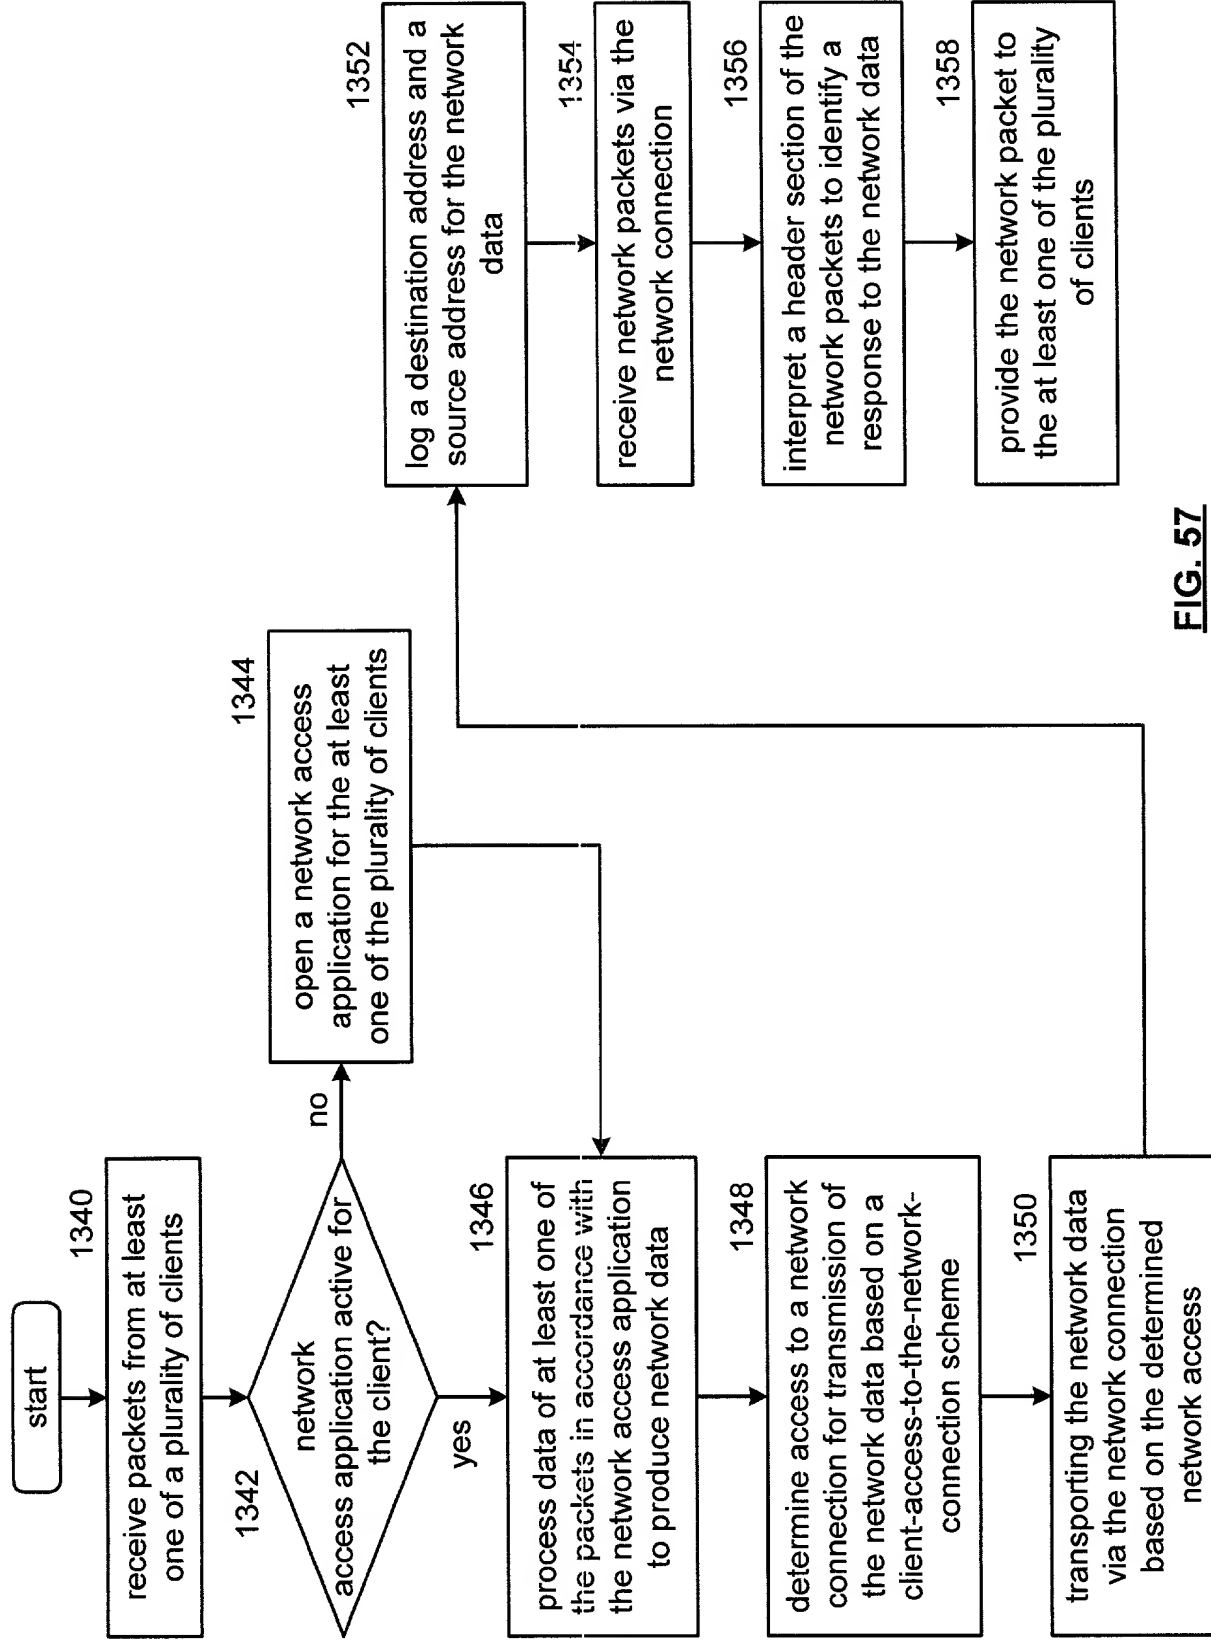 start
1340
receive packets from at least
one of a plurality of clients
1342
network
access application active for
the client?
no
yes
1344
open a network access
application for the at least
one of the plurality of clients
1346
process data of at least one of
the packets in accordance with
the network access application
to produce network data
1348
determine access to a network
connection for transmission of
the network data based on a
client-access-to-the-network-
connection scheme
1350
transporting the network data
via the network connection
based on the determined
network access
1352
log a destination address and a
source address for the network
data
1354
receive network packets via the
network connection
1356
interpret a header section of the
network packets to identify a
response to the network data
1358
provide the network packet to
the at least one of the plurality
of clients
FIG. 57